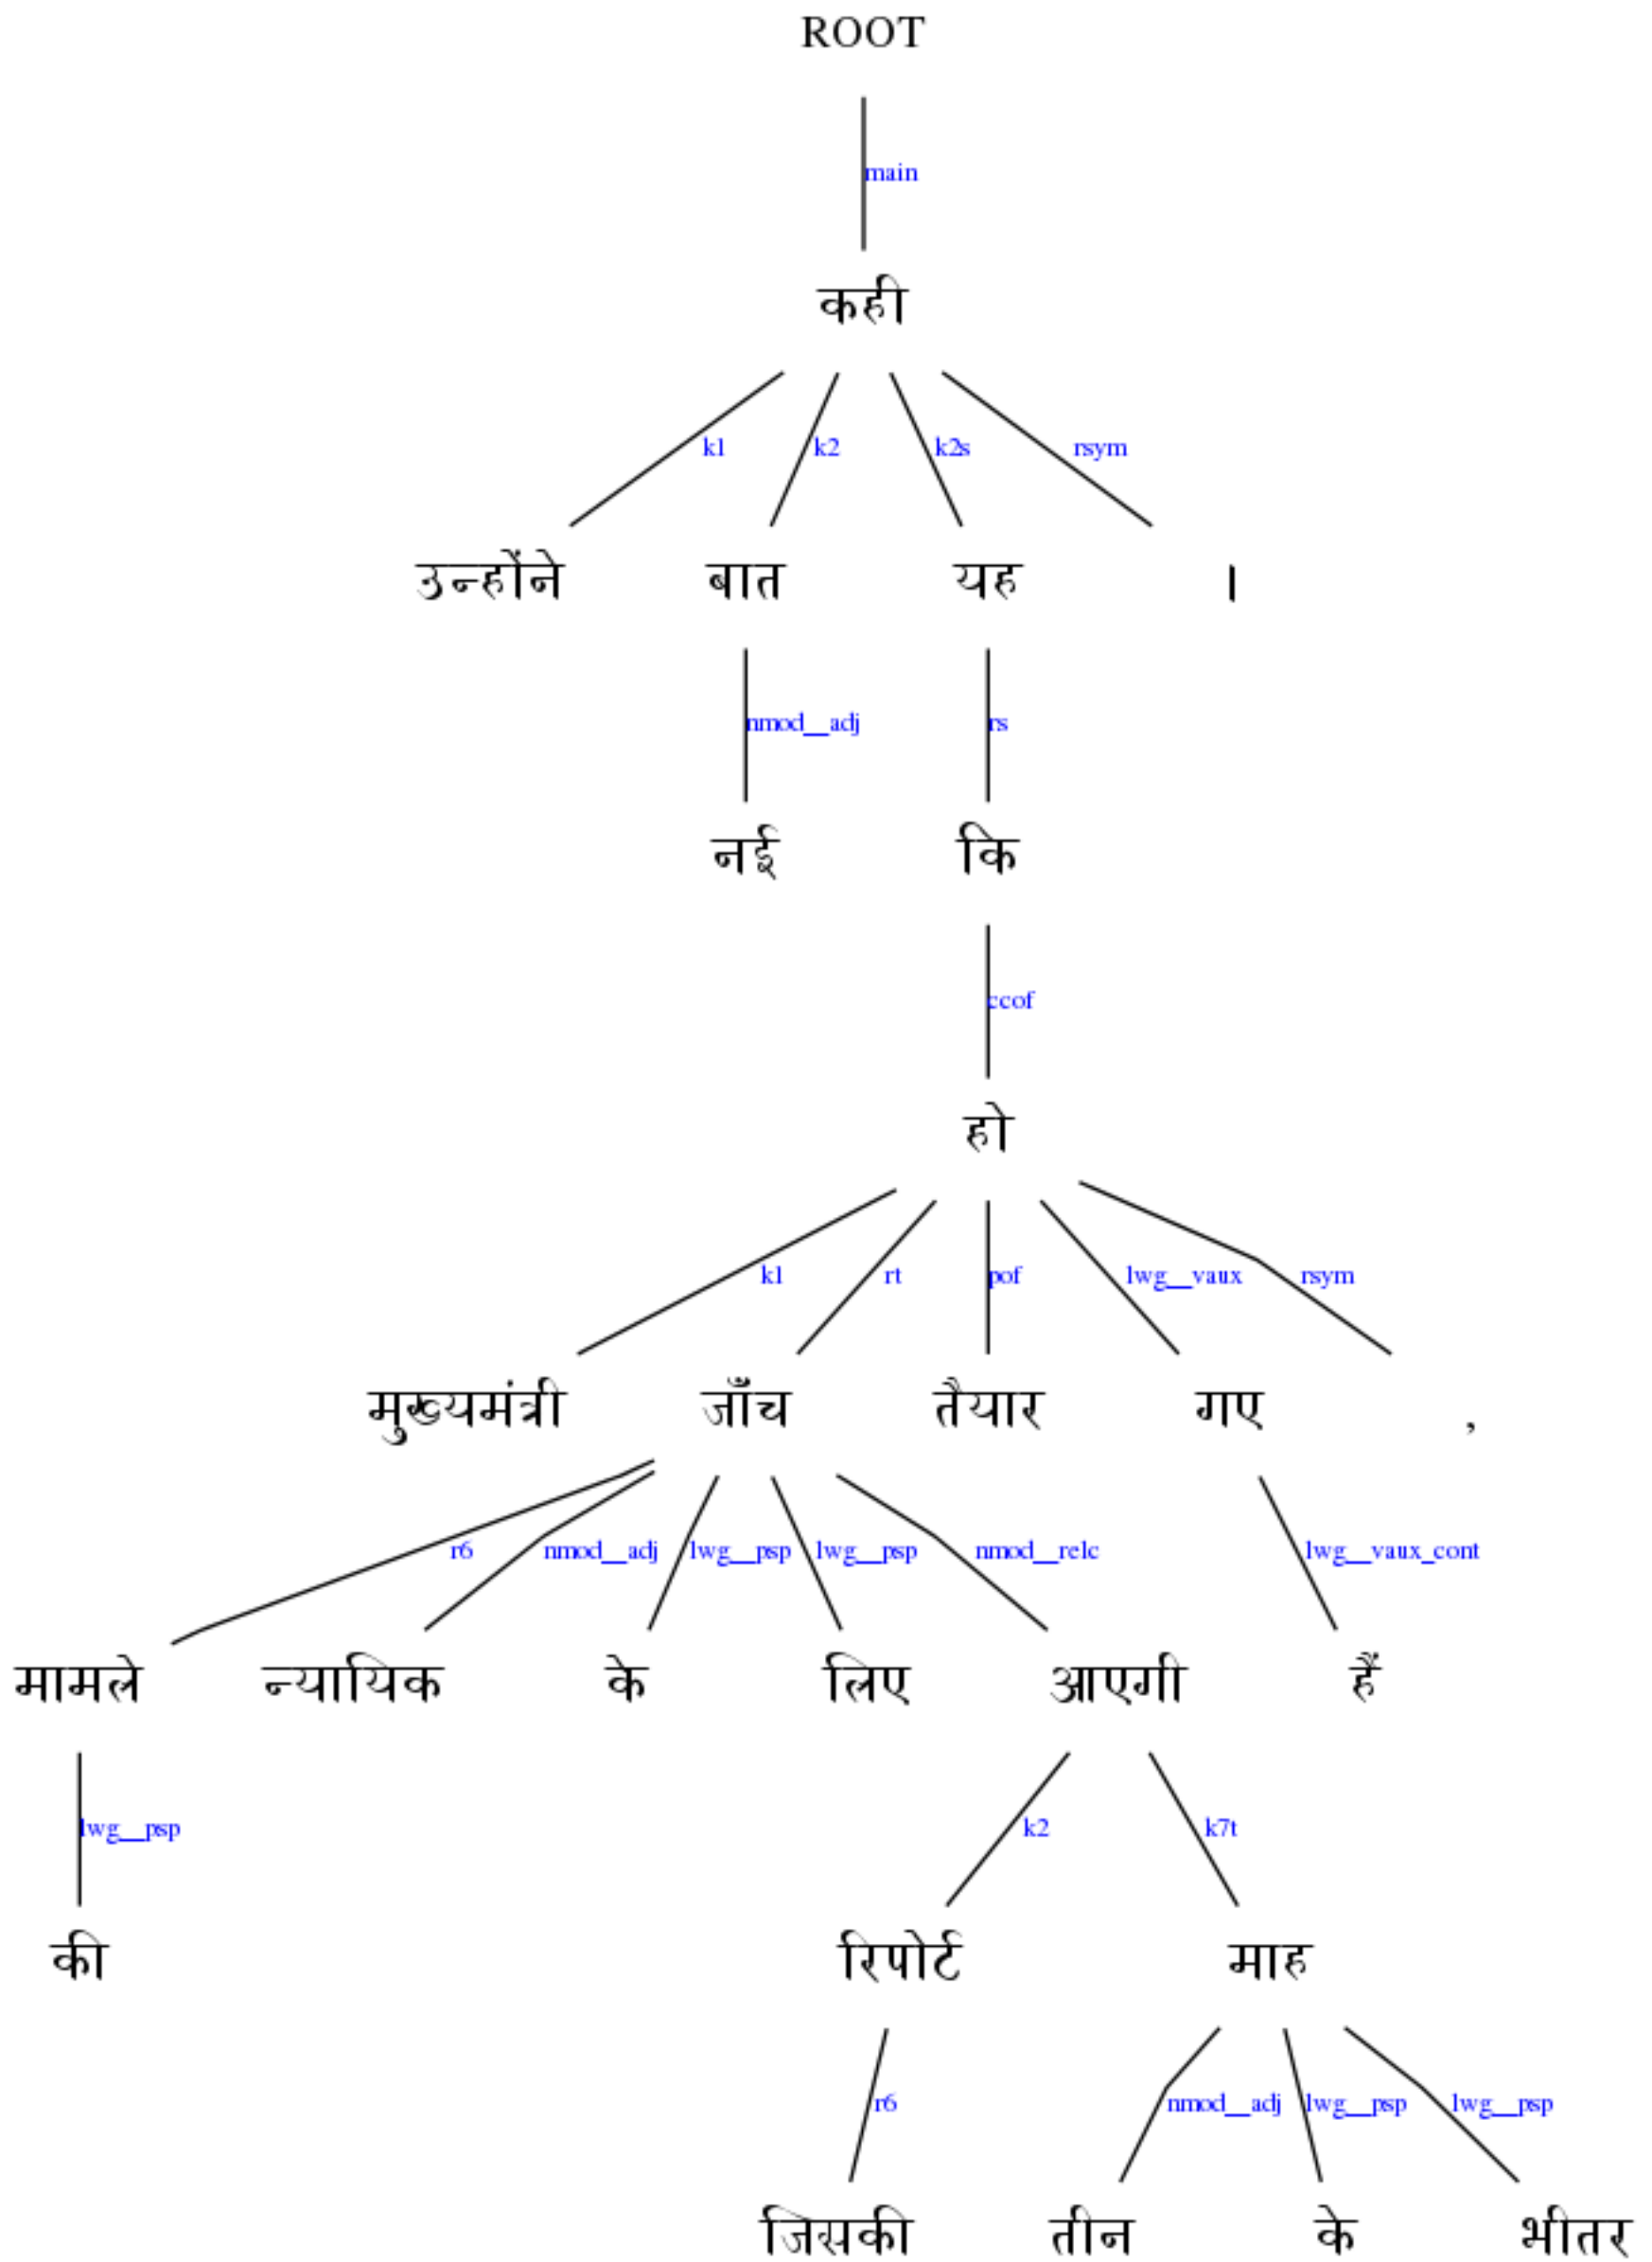 ROOT
main
कही
k1 k2 k2s rsym
उन्होंने बात यह ।
nmod__adj rs
नई कि
ccof
हो
k1 rt pof lwg__vaux rsym
मुख्यमंत्री जाँच तैयार गए ,
r6 nmod__adj lwg__psp lwg__psp nmod__relc lwg__vaux_cont
मामले न्यायिक के लिए आएगी हैं
lwg__psp k2 k7t
की रिपोर्ट माह
r6 nmod__adj lwg__psp lwg__psp
जिसकी तीन के भीतर